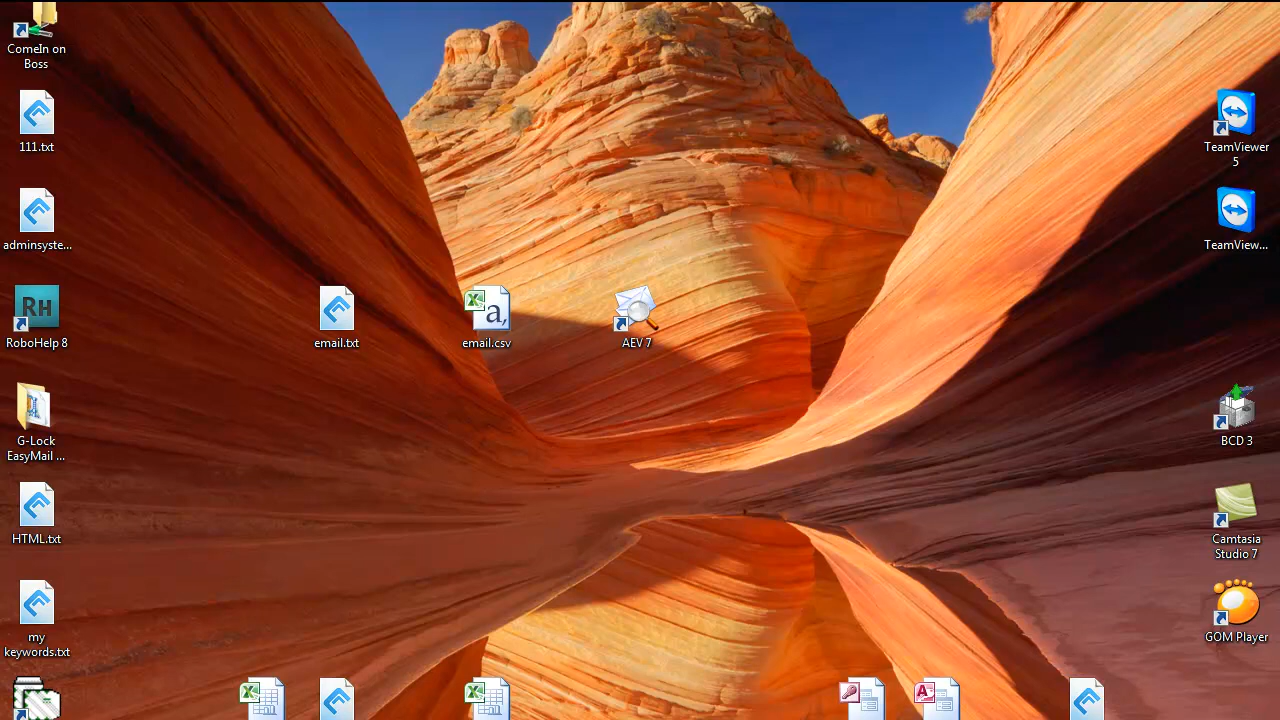 ComeIn on
Boss
111.txt
adminsyste...
RH
RoboHelp 8
G-Lock
EasyMail ...
HTML.txt
my
keywords.txt
email.txt
a,
email.csv
AEV 7
TeamViewer
5
TeamView...
BCD 3
Camtasia
Studio 7
GOM Player